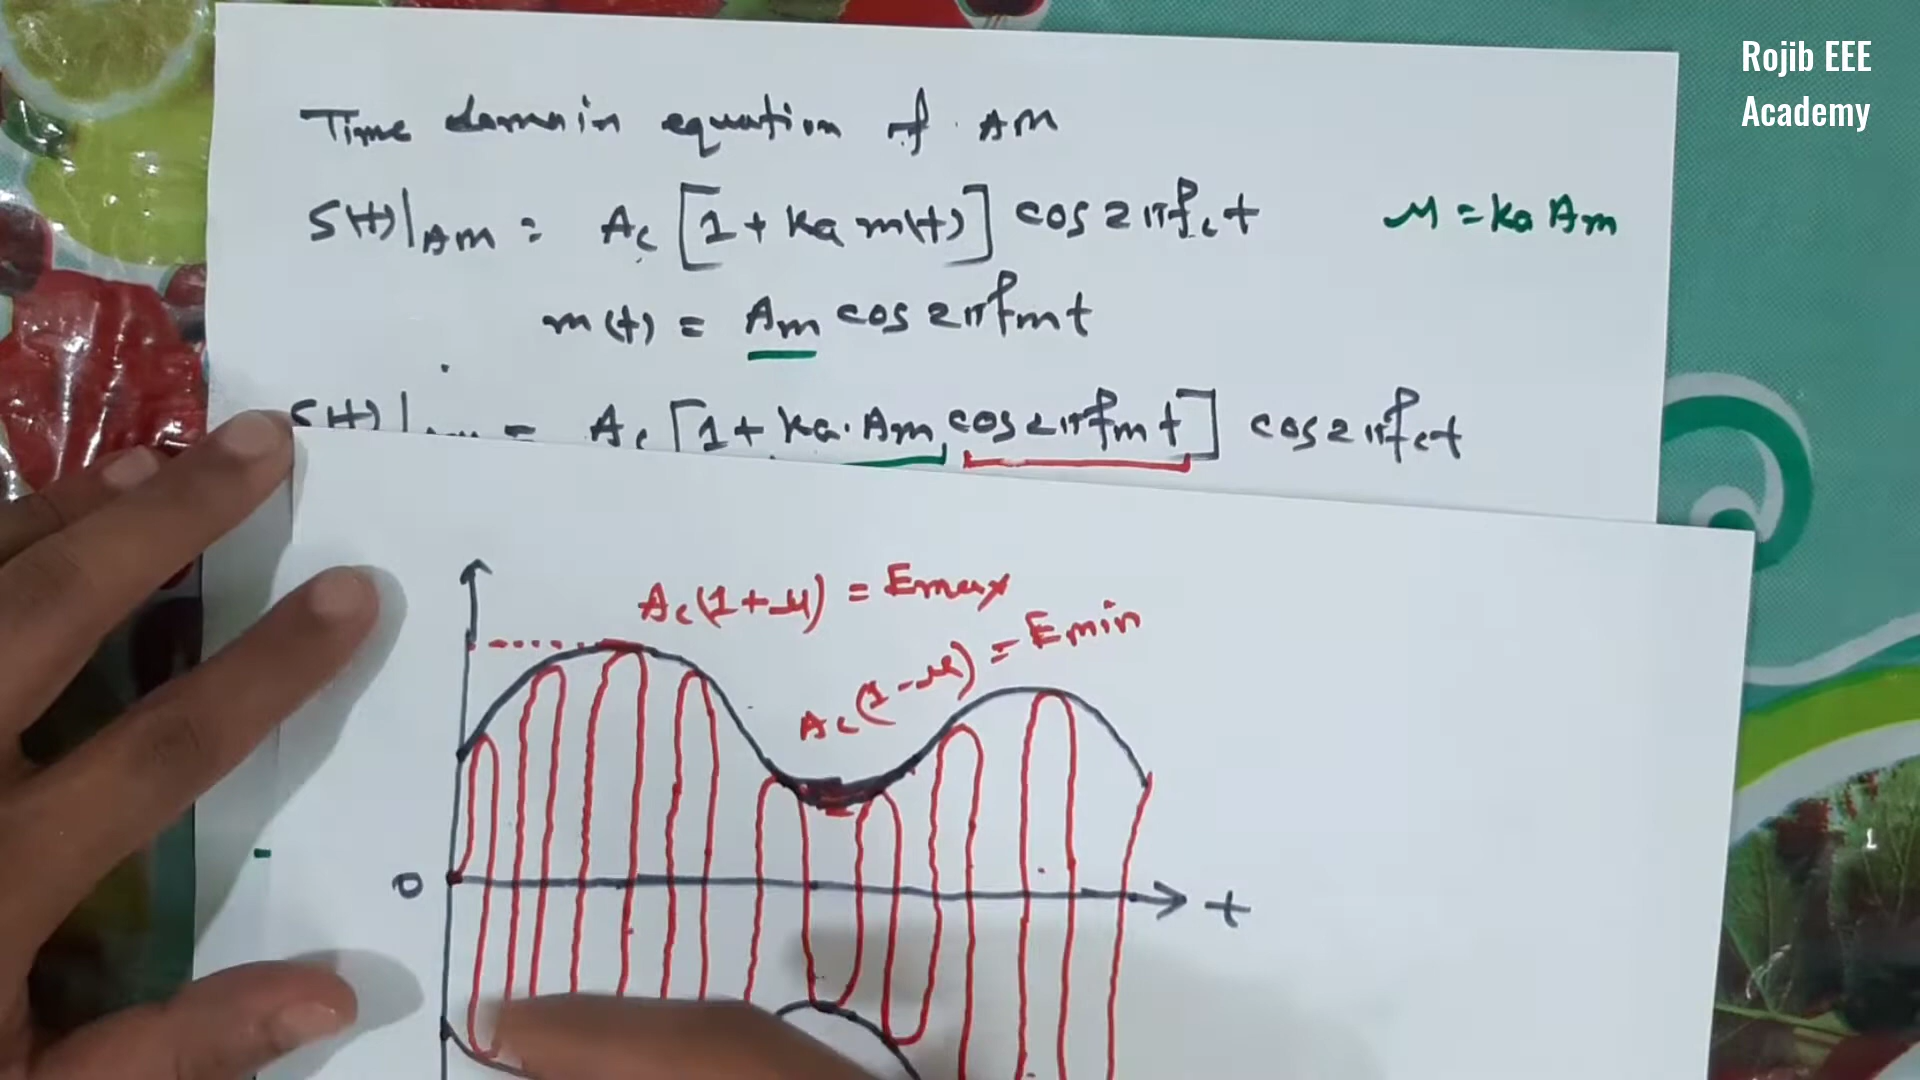 Rojib EEE
Academy
Time domain equation of AM
S(t)|AM = Ac [1 + ka m(t)] cos 2πfct
μ = ka Am
m(t) = Am cos 2πfmt
S(t)| = Ac [1 + ka. Am cos 2πfmt] cos 2πfct
Ac(1+μ) = Emax
Ac(1-μ) = Emin
0
t